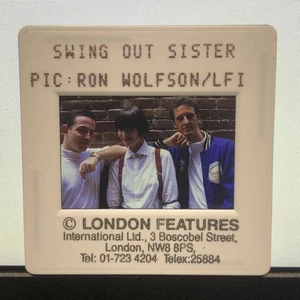 SWING OUT SISTER
PIC:RON WOLFSON/LFI
© LONDON FEATURES
International Ltd., 3 Boscobel Street,
London, NW8 8PS,
Tel: 01-723 4204 Telex:25884